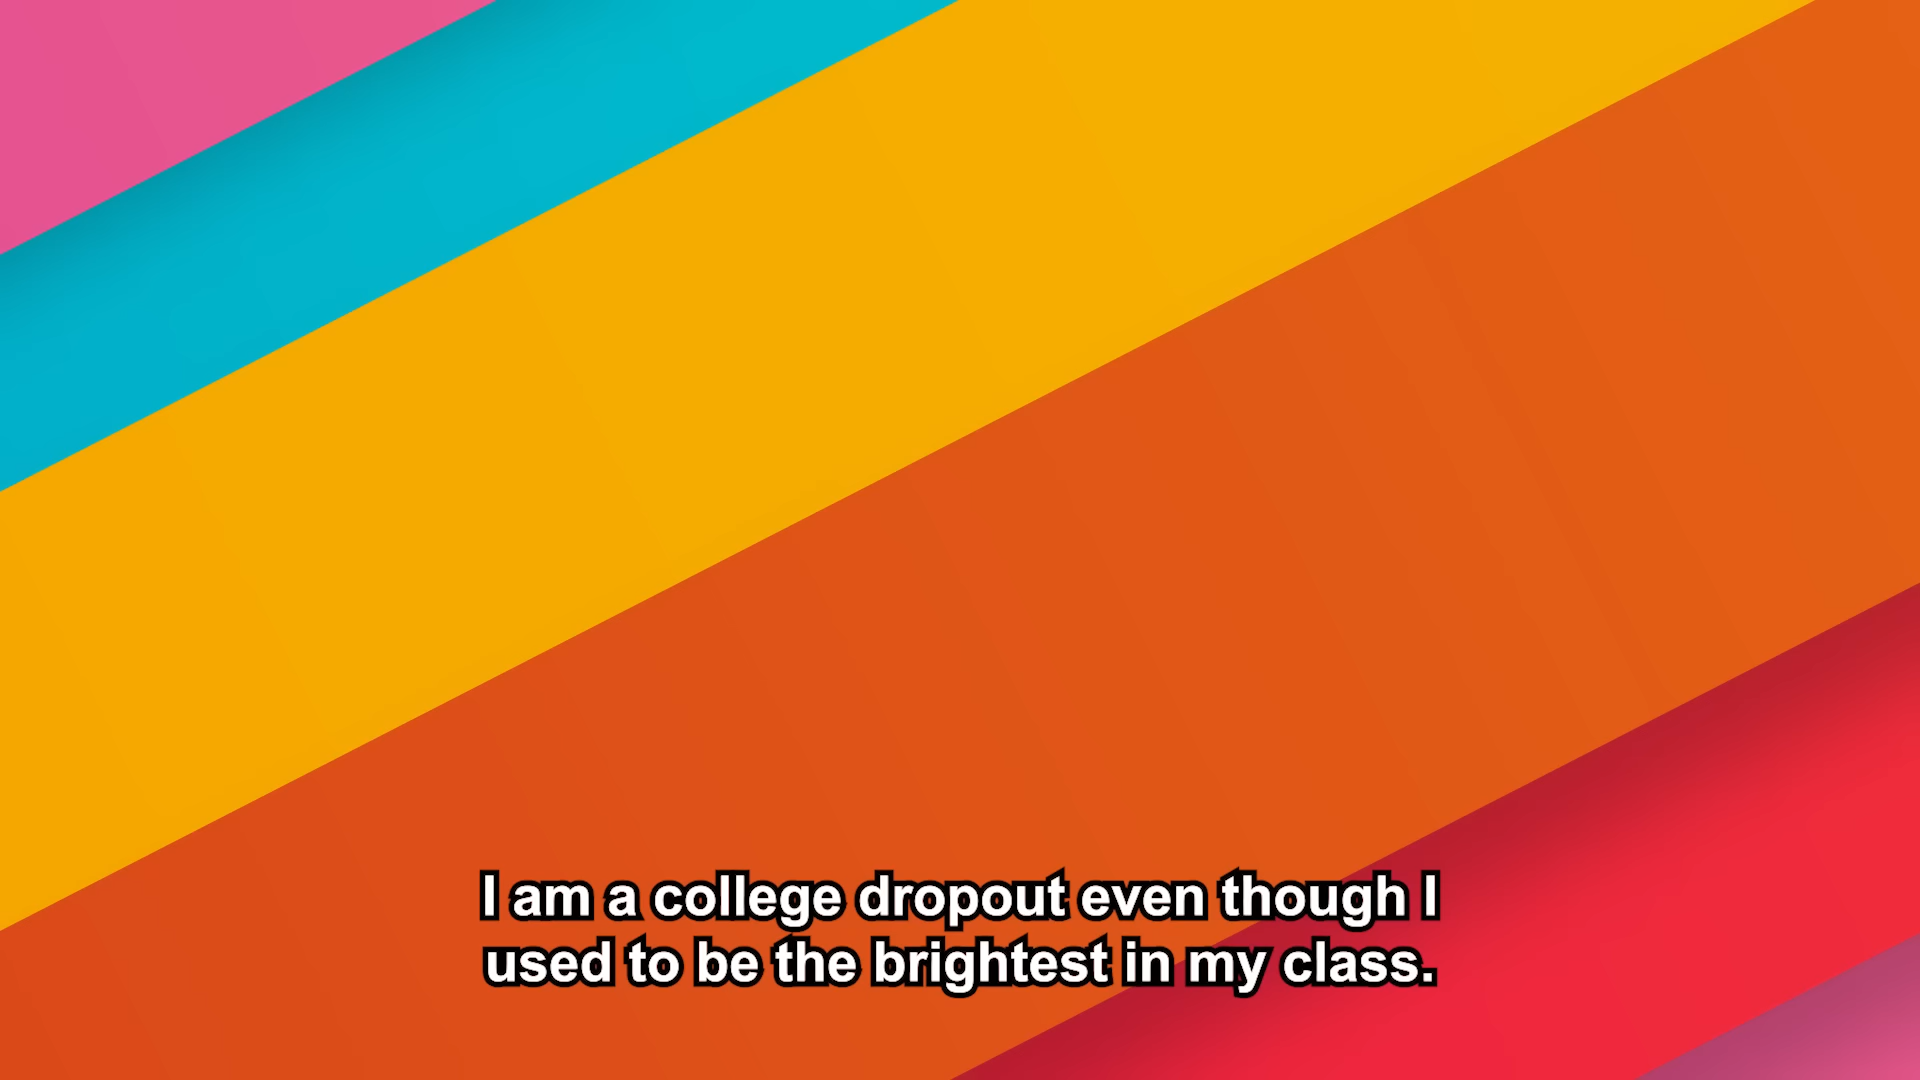 I am a college dropout even though I
used to be the brightest in my class.